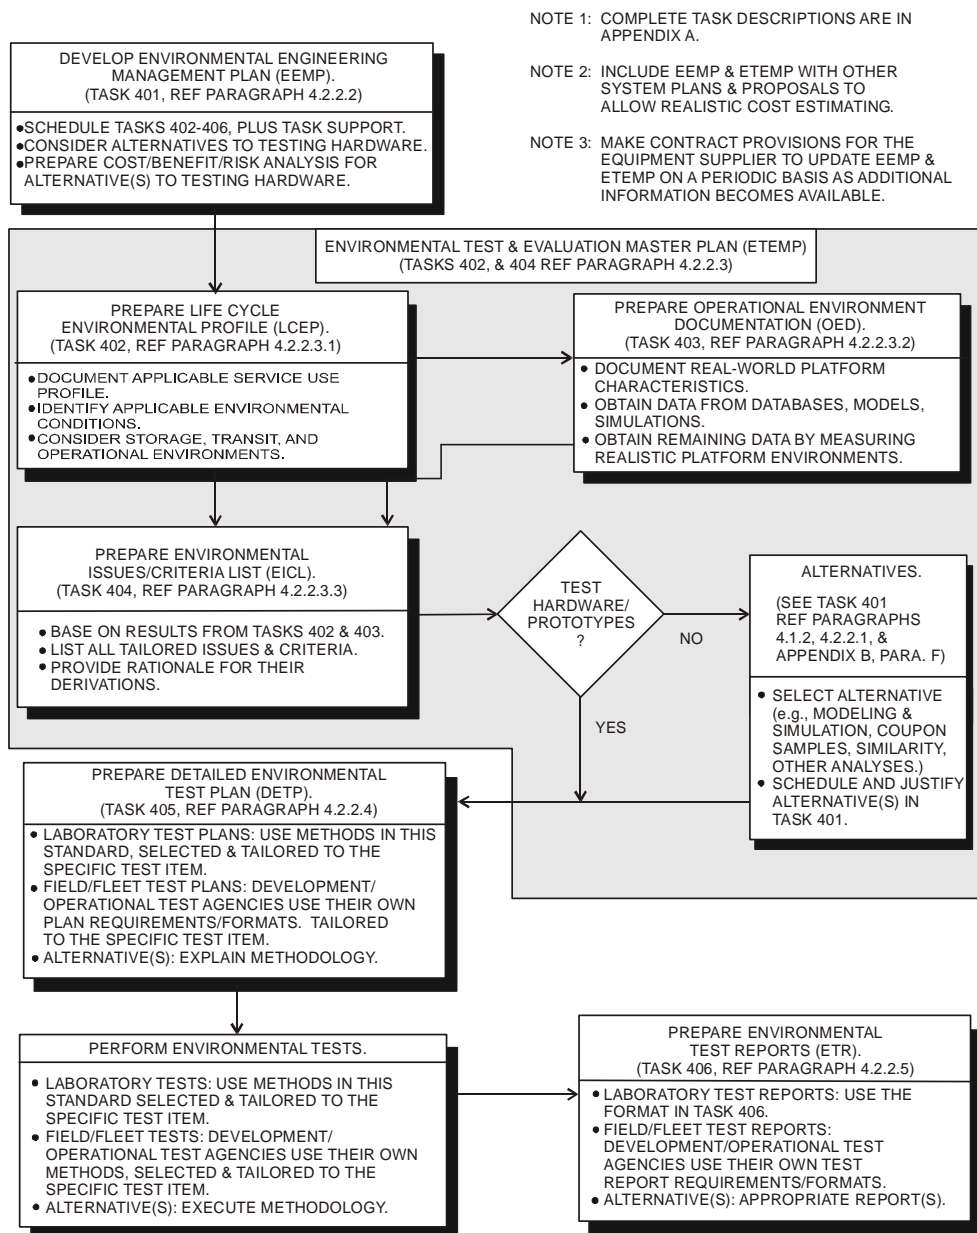 NOTE 1: COMPLETE TASK DESCRIPTIONS ARE IN
APPENDIX A.
NOTE 2: INCLUDE EEMP & ETEMP WITH OTHER
SYSTEM PLANS & PROPOSALS TO
ALLOW REALISTIC COST ESTIMATING.
NOTE 3: MAKE CONTRACT PROVISIONS FOR THE
EQUIPMENT SUPPLIER TO UPDATE EEMP &
ETEMP ON A PERIODIC BASIS AS ADDITIONAL
INFORMATION BECOMES AVAILABLE.
DEVELOP ENVIRONMENTAL ENGINEERING
MANAGEMENT PLAN (EEMP).
(TASK 401, REF PARAGRAPH 4.2.2.2)
●SCHEDULE TASKS 402-406, PLUS TASK SUPPORT.
●CONSIDER ALTERNATIVES TO TESTING HARDWARE.
●PREPARE COST/BENEFIT/RISK ANALYSIS FOR
ALTERNATIVE(S) TO TESTING HARDWARE.
ENVIRONMENTAL TEST & EVALUATION MASTER PLAN (ETEMP)
(TASKS 402, & 404 REF PARAGRAPH 4.2.2.3)
PREPARE LIFE CYCLE
ENVIRONMENTAL PROFILE (LCEP).
(TASK 402, REF PARAGRAPH 4.2.2.3.1)
●DOCUMENT APPLICABLE SERVICE USE
PROFILE.
●IDENTIFY APPLICABLE ENVIRONMENTAL
CONDITIONS.
●CONSIDER STORAGE, TRANSIT, AND
OPERATIONAL ENVIRONMENTS.
PREPARE OPERATIONAL ENVIRONMENT
DOCUMENTATION (OED).
(TASK 403, REF PARAGRAPH 4.2.2.3.2)
● DOCUMENT REAL-WORLD PLATFORM
CHARACTERISTICS.
● OBTAIN DATA FROM DATABASES, MODELS,
SIMULATIONS.
● OBTAIN REMAINING DATA BY MEASURING
REALISTIC PLATFORM ENVIRONMENTS.
PREPARE ENVIRONMENTAL
ISSUES/CRITERIA LIST (EICL).
(TASK 404, REF PARAGRAPH 4.2.2.3.3)
● BASE ON RESULTS FROM TASKS 402 & 403.
● LIST ALL TAILORED ISSUES & CRITERIA.
● PROVIDE RATIONALE FOR THEIR
DERIVATIONS.
TEST
HARDWARE/
PROTOTYPES
?
NO
YES
ALTERNATIVES.
(SEE TASK 401
REF PARAGRAPHS
4.1.2, 4.2.2.1, &
APPENDIX B, PARA. F)
● SELECT ALTERNATIVE
(e.g., MODELING &
SIMULATION, COUPON
SAMPLES, SIMILARITY,
OTHER ANALYSES.)
● SCHEDULE AND JUSTIFY
ALTERNATIVE(S) IN
TASK 401.
PREPARE DETAILED ENVIRONMENTAL
TEST PLAN (DETP).
(TASK 405, REF PARAGRAPH 4.2.2.4)
● LABORATORY TEST PLANS: USE METHODS IN THIS
STANDARD, SELECTED & TAILORED TO THE
SPECIFIC TEST ITEM.
● FIELD/FLEET TEST PLANS: DEVELOPMENT/
OPERATIONAL TEST AGENCIES USE THEIR OWN
PLAN REQUIREMENTS/FORMATS. TAILORED
TO THE SPECIFIC TEST ITEM.
● ALTERNATIVE(S): EXPLAIN METHODOLOGY.
PERFORM ENVIRONMENTAL TESTS.
● LABORATORY TESTS: USE METHODS IN THIS
STANDARD SELECTED & TAILORED TO THE
SPECIFIC TEST ITEM.
● FIELD/FLEET TESTS: DEVELOPMENT/
OPERATIONAL TEST AGENCIES USE THEIR OWN
METHODS, SELECTED & TAILORED TO THE
SPECIFIC TEST ITEM.
● ALTERNATIVE(S): EXECUTE METHODOLOGY.
PREPARE ENVIRONMENTAL
TEST REPORTS (ETR).
(TASK 406, REF PARAGRAPH 4.2.2.5)
● LABORATORY TEST REPORTS: USE THE
FORMAT IN TASK 406.
● FIELD/FLEET TEST REPORTS:
DEVELOPMENT/OPERATIONAL TEST
AGENCIES USE THEIR OWN TEST
REPORT REQUIREMENTS/FORMATS.
● ALTERNATIVE(S): APPROPRIATE REPORT(S).